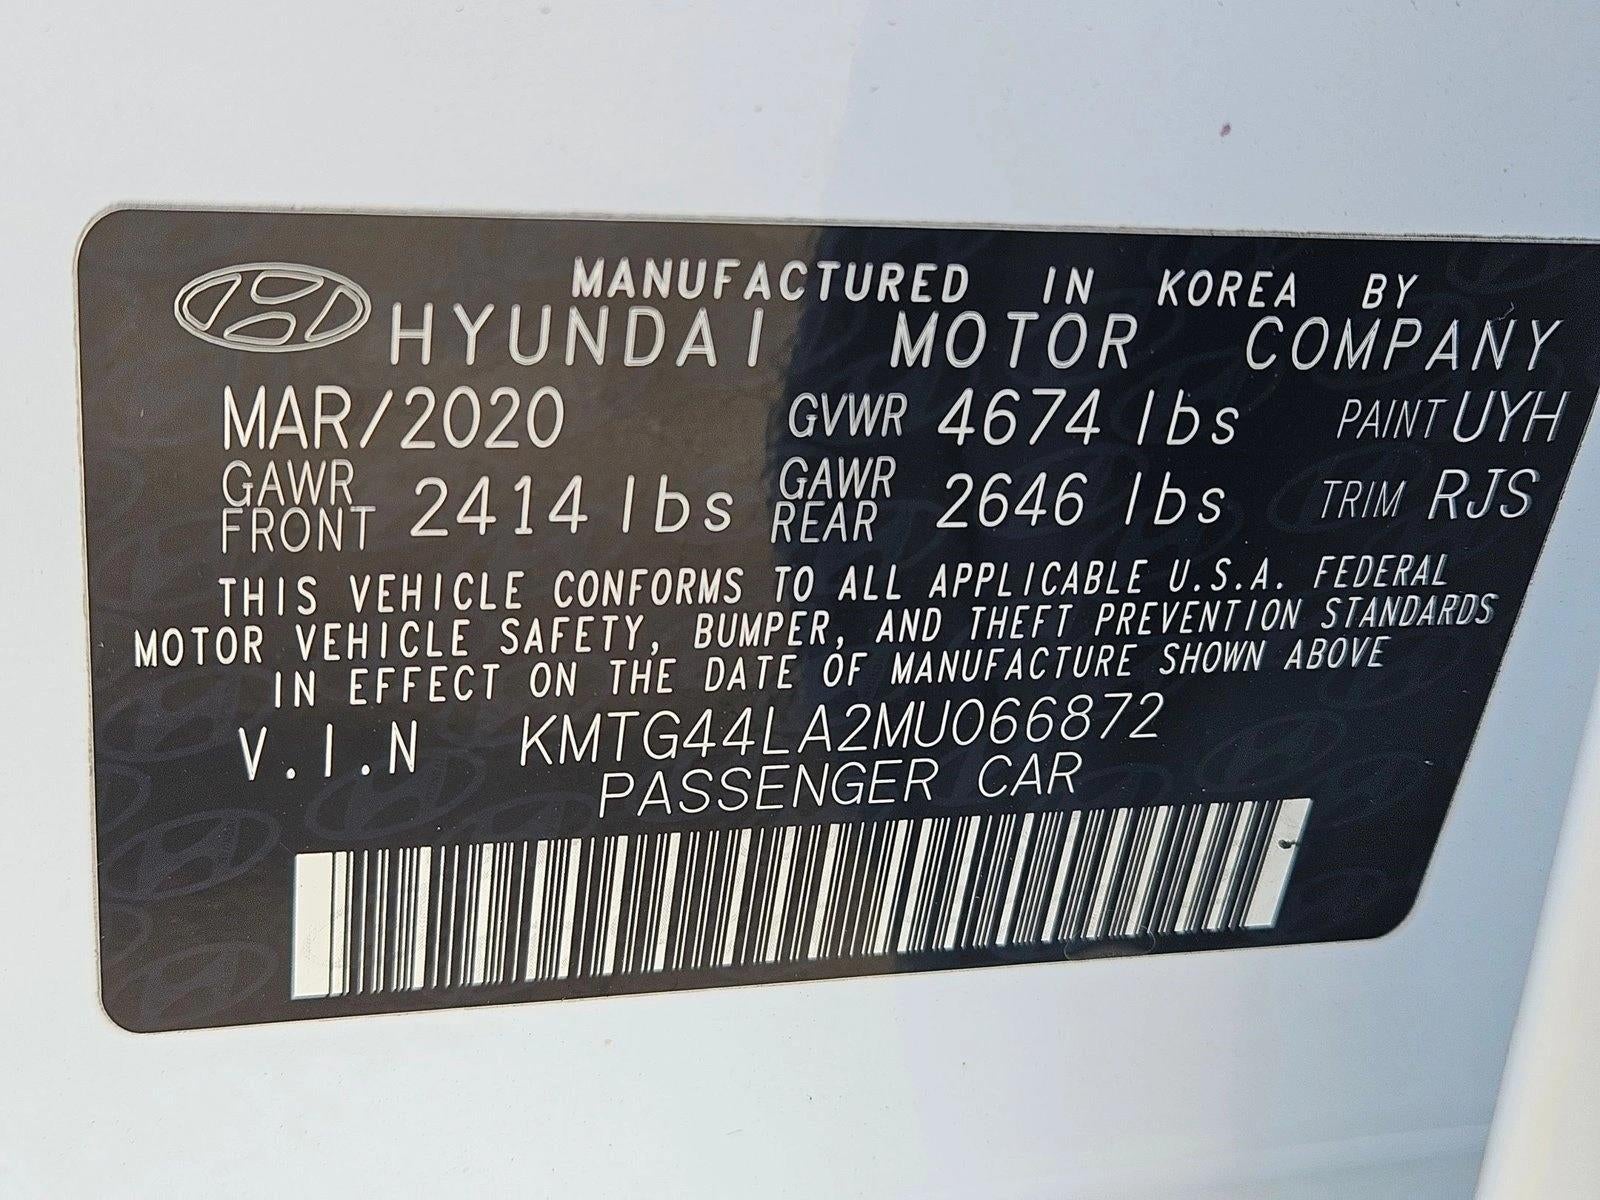 MANUFACTURED IN KOREA BY
HYUNDAI MOTOR COMPANY
MAR/2020 GVWR 4674 lbs PAINT UYH
GAWR FRONT 2414 lbs GAWR REAR 2646 lbs TRIM RJS
THIS VEHICLE CONFORMS TO ALL APPLICABLE U.S.A. FEDERAL
MOTOR VEHICLE SAFETY, BUMPER, AND THEFT PREVENTION STANDARDS
IN EFFECT ON THE DATE OF MANUFACTURE SHOWN ABOVE
V.I.N KMTG44LA2MU066872
PASSENGER CAR